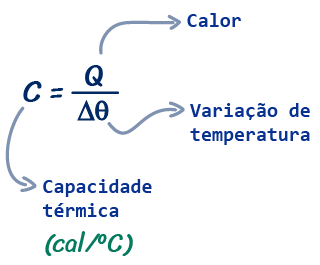 Calor
C = Q / Δθ
Variação de
temperatura
Capacidade
térmica
(cal/ºC)